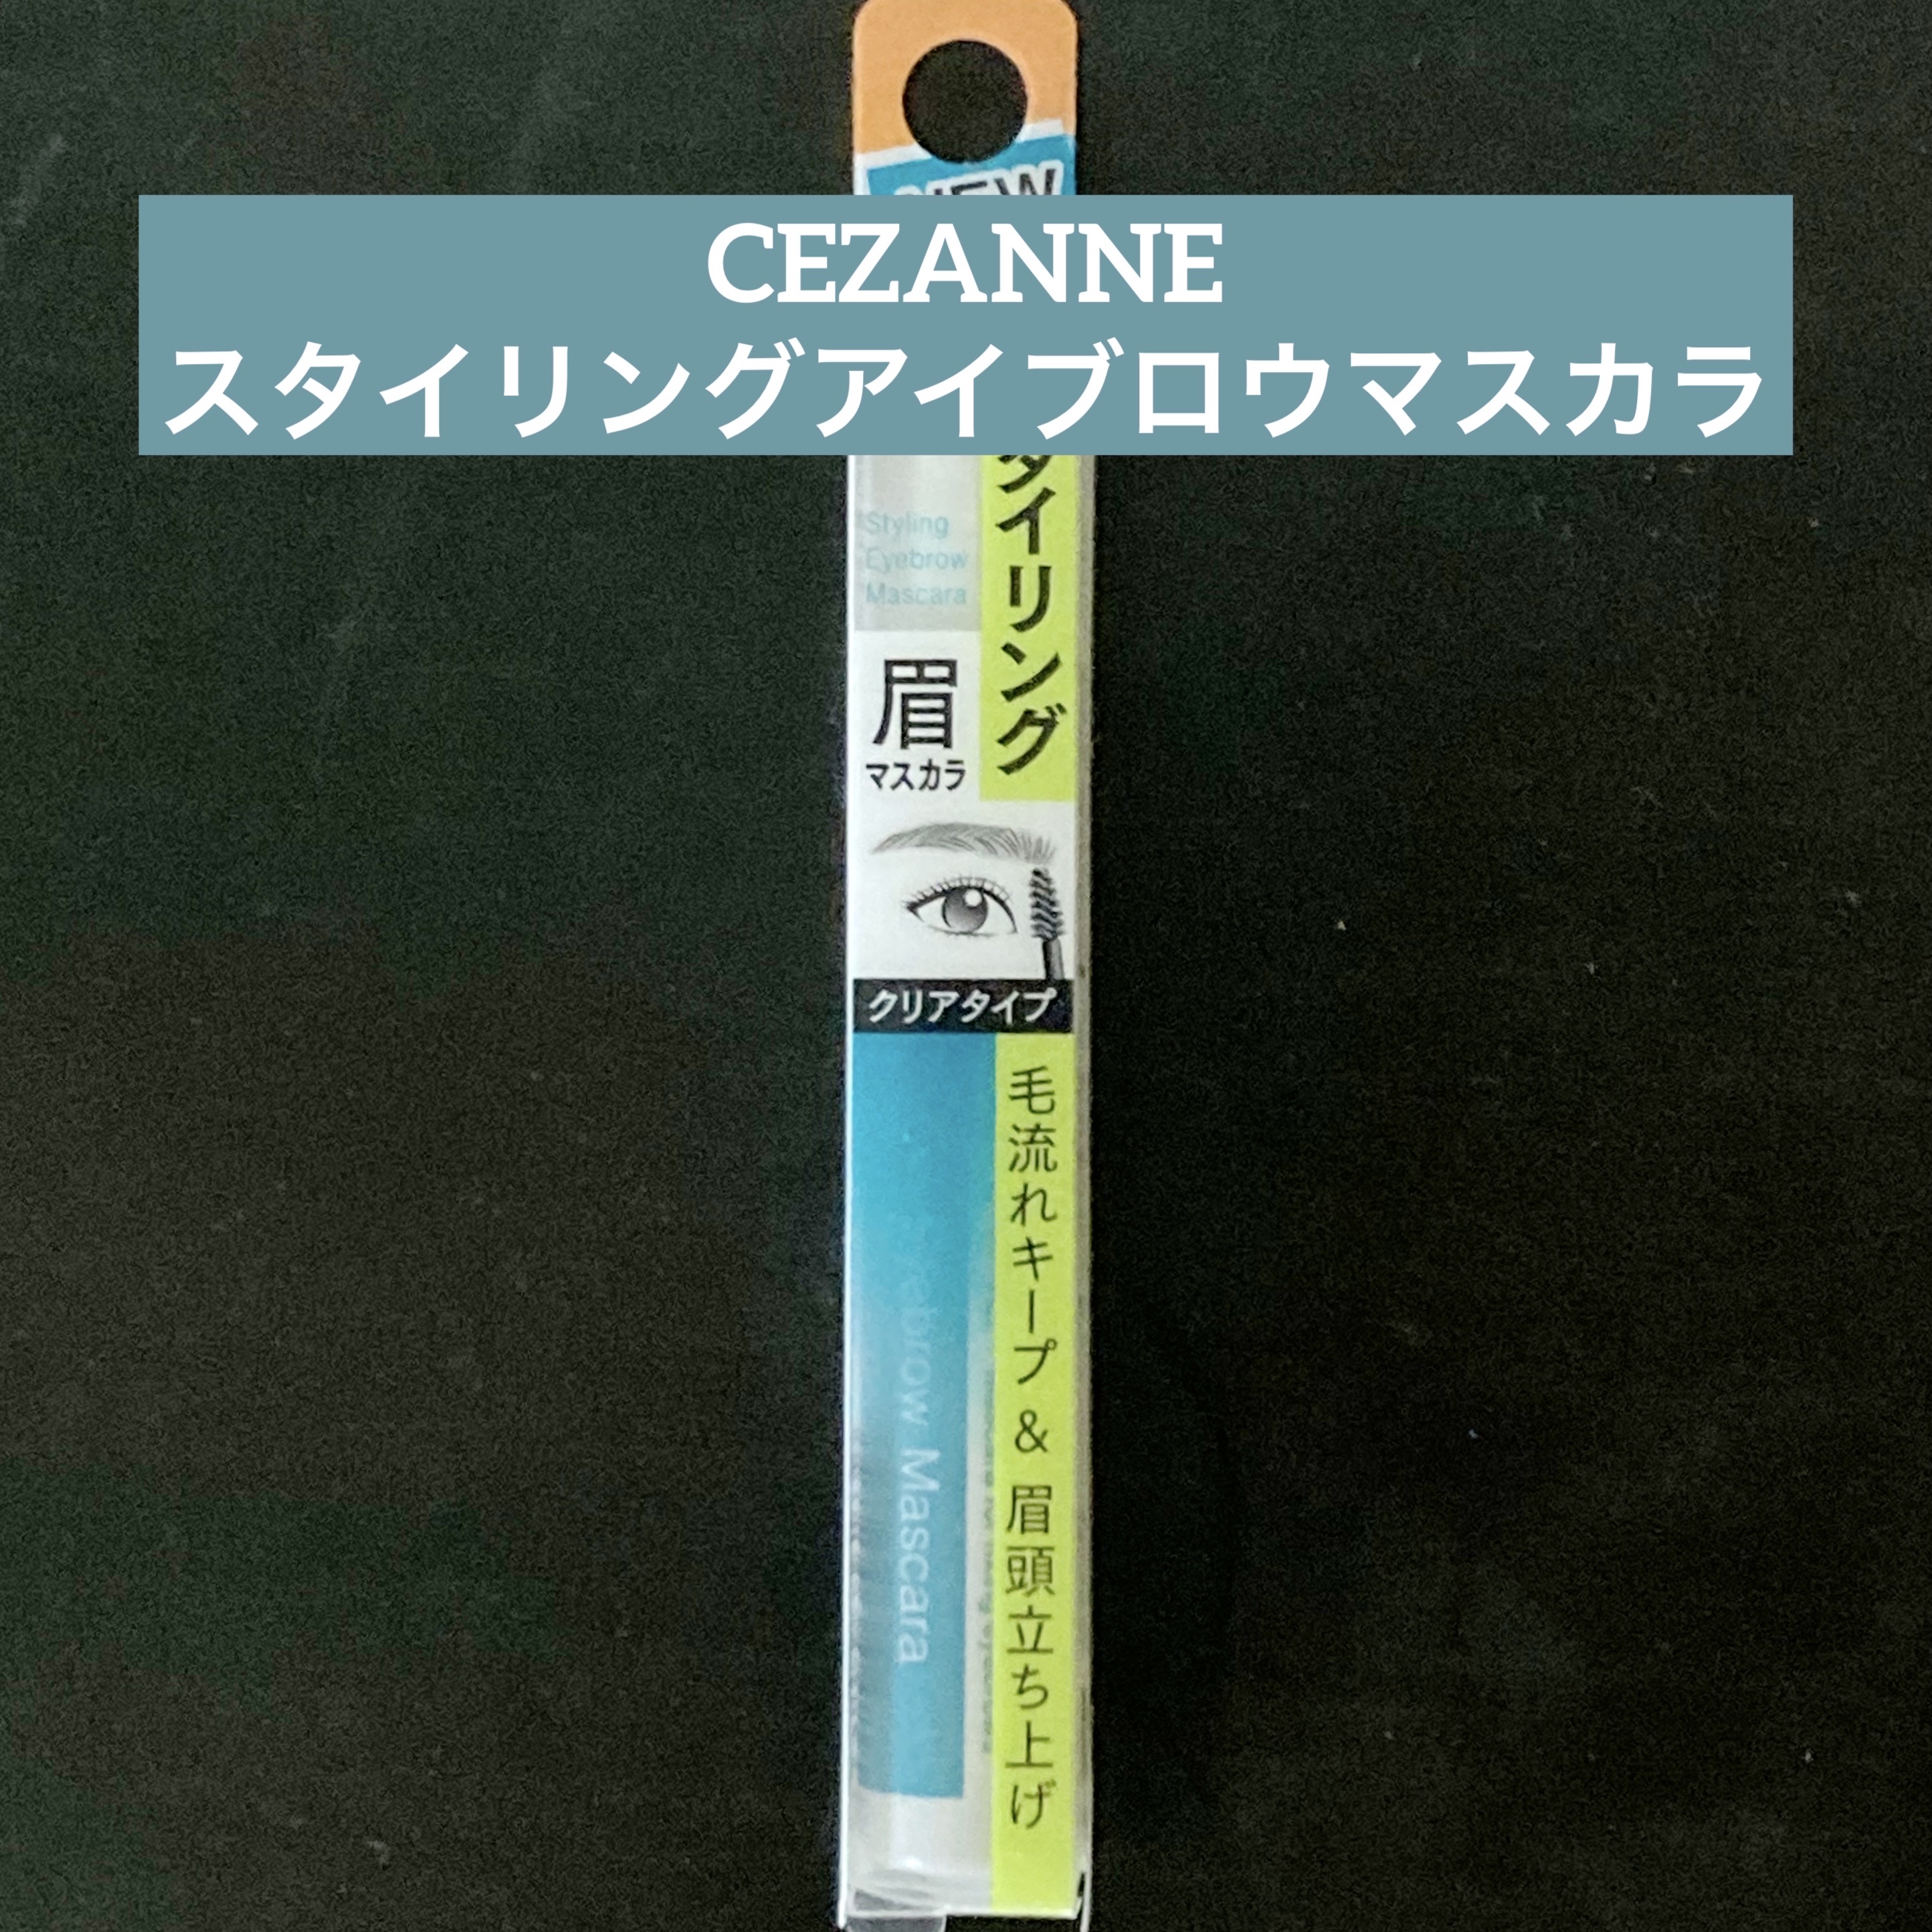 NEW
CEZANNE
スタイリングアイブロウマスカラ
タイリング
Styling
Eyebrow
Mascara
眉
マスカラ
クリアタイプ
毛流れキープ & 眉頭立ち上げ
Mascara